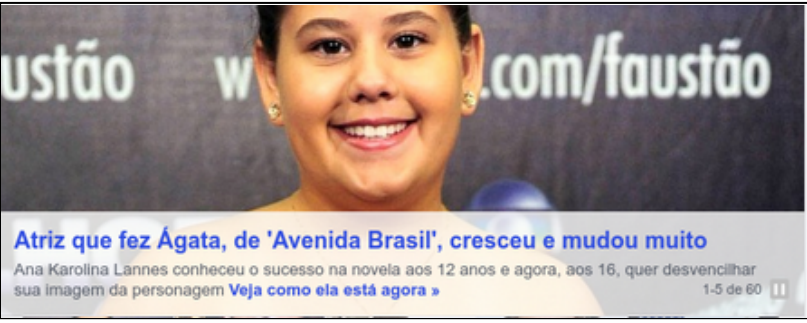 ustão w .com/faustão
Atriz que fez Ágata, de 'Avenida Brasil', cresceu e mudou muito
Ana Karolina Lannes conheceu o sucesso na novela aos 12 anos e agora, aos 16, quer desvencilhar
sua imagem da personagem Veja como ela está agora »
1-5 de 60